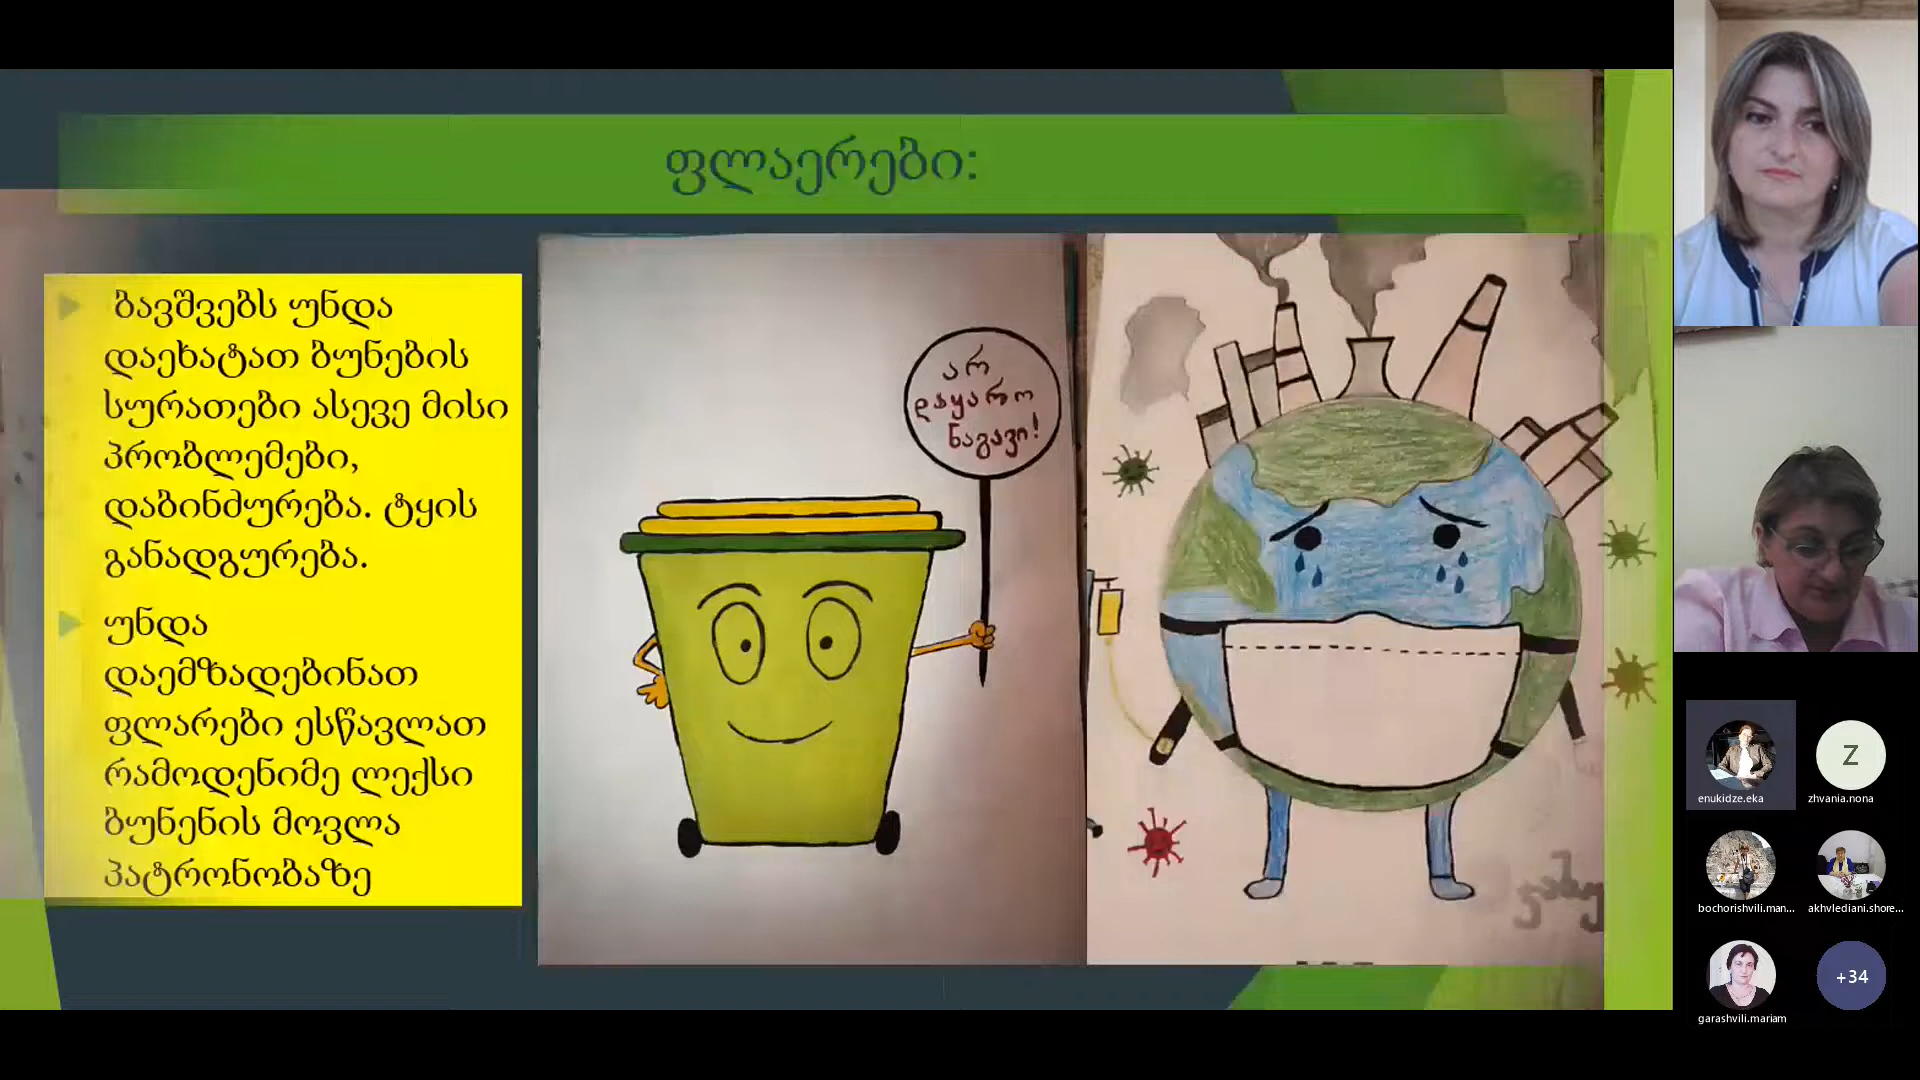 ფლაერები:
ბავშვებს უნდა
დაეხატათ ბუნების
სურათები ასევე მისი
პრობლემები,
დაბინძურება. ტყის
განადგურება.
უნდა
დაემზადებინათ
ფლარები ესწავლათ
რამოდენიმე ლექსი
ბუნენის მოვლა
პატრონობაზე
არ
დაყარო
ნაგავი!
enukidze.eka
Z
zhvania.nona
bochorishvili.man...
akhvlediani.shore...
garashvili.mariam
+34